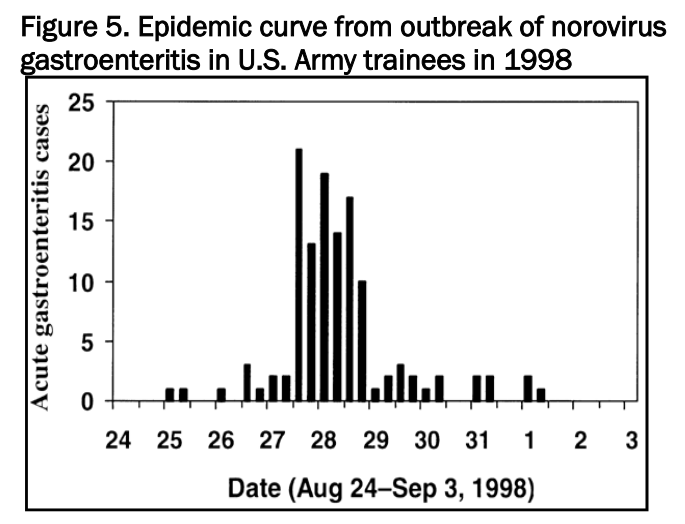 Figure 5. Epidemic curve from outbreak of norovirus
gastroenteritis in U.S. Army trainees in 1998
Acute gastroenteritis cases
25
20
15
10
5
0
24 25 26 27 28 29 30 31 1 2 3
Date (Aug 24–Sep 3, 1998)